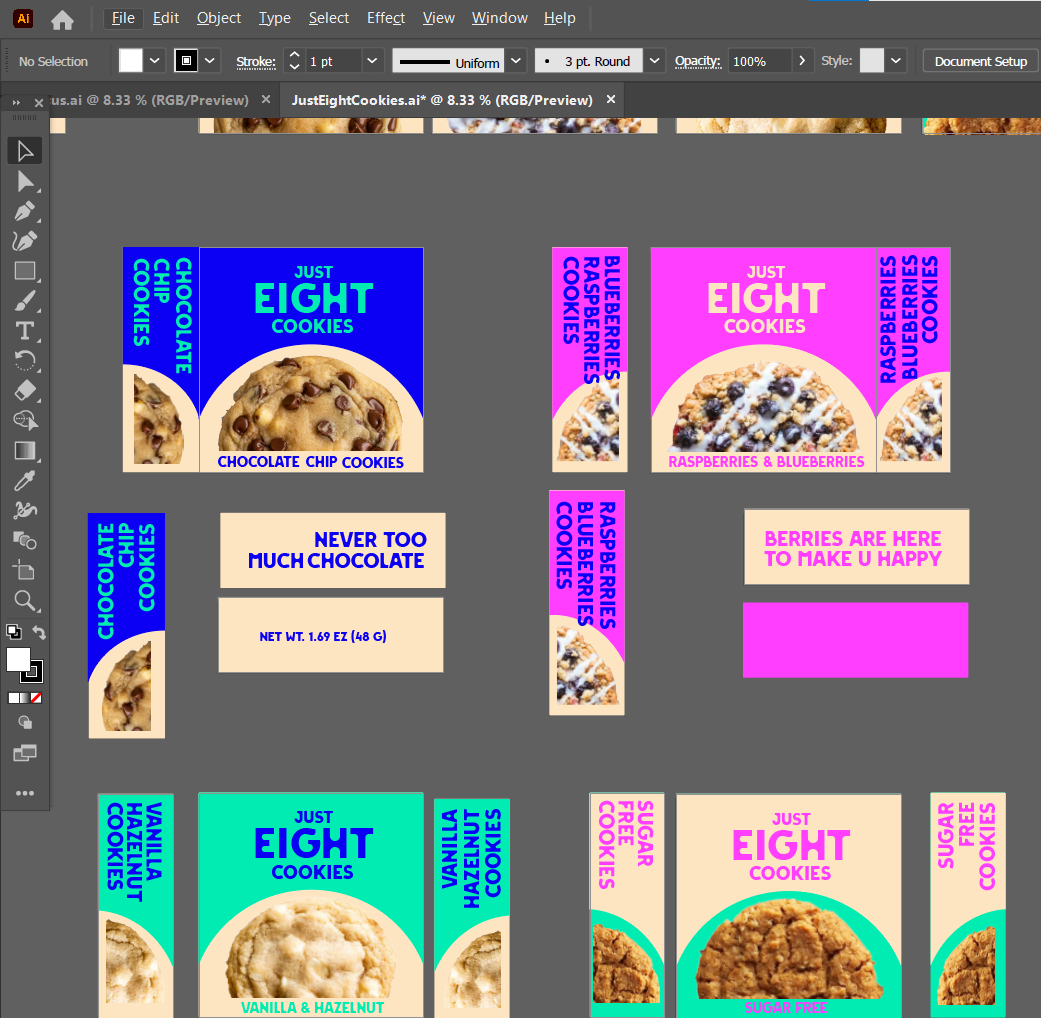 Ai
File Edit Object Type Select Effect View Window Help
No Selection
Stroke:
1 pt
Uniform
3 pt. Round
Opacity:
100%
Style:
Document Setup
us.ai @ 8.33 % (RGB/Preview)
JustEightCookies.ai* @ 8.33 % (RGB/Preview)
CHOCOLATE
CHIP
COOKIES
JUST
EIGHT
COOKIES
CHOCOLATE CHIP COOKIES
BLUEBERRIES
RASPBERRIES
COOKIES
JUST
EIGHT
COOKIES
RASPBERRIES & BLUEBERRIES
RASPBERRIES
BLUEBERRIES
COOKIES
CHOCOLATE
CHIP
COOKIES
NEVER TOO
MUCH CHOCOLATE
NET WT. 1.69 EZ (48 G)
RASPBERRIES
BLUEBERRIES
COOKIES
BERRIES ARE HERE
TO MAKE U HAPPY
VANILLA
HAZELNUT
COOKIES
JUST
EIGHT
COOKIES
VANILLA & HAZELNUT
VANILLA
HAZELNUT
COOKIES
SUGAR
FREE
COOKIES
JUST
EIGHT
COOKIES
SUGAR FREE
SUGAR
FREE
COOKIES